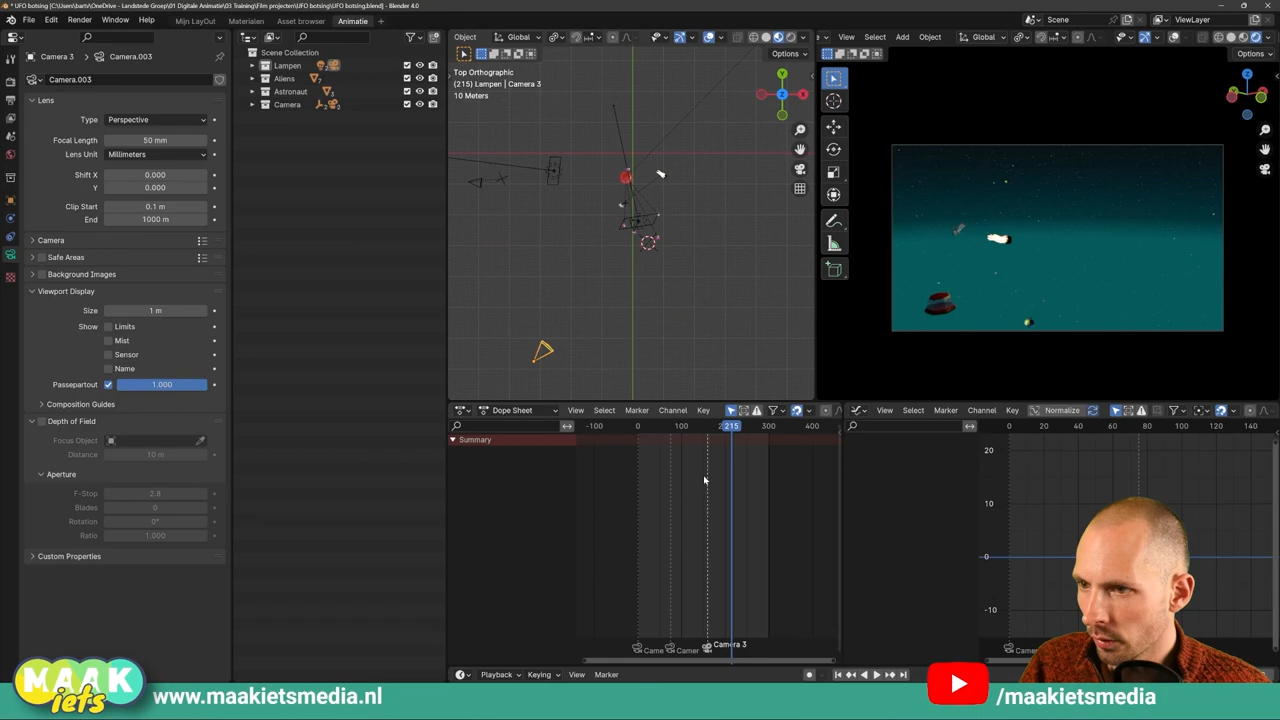 * UFO botsing [C:\Users\bartv\OneDrive - Landstede Groep\01 Digitale Animatie\03 Training\Film projecten\UFO botsing\UFO botsing.blend] - Blender 4.0
File Edit Render Window Help Mijn LayOut Materialen Asset browser Animatie + Scene ViewLayer
Camera 3 > Camera.003
Camera.003
Lens
Type Perspective
Focal Length 50 mm
Lens Unit Millimeters
Shift X 0.000
Y 0.000
Clip Start 0.1 m
End 1000 m
Camera
Safe Areas
Background Images
Viewport Display
Size 1 m
Show Limits
Mist
Sensor
Name
Passepartout 1.000
Composition Guides
Depth of Field
Focus Object
Distance 10 m
Aperture
F-Stop 2.8
Blades 0
Rotation 0°
Ratio 1.000
Custom Properties
Scene Collection
Lampen
Aliens
Astronaut
Camera
Object Global
Options
Top Orthographic
(215) Lampen | Camera 3
10 Meters
Y
X
Z
View Select Add Object Global
Options
Z
Dope Sheet View Select Marker Channel Key
-100 0 100 215 300 400
Summary
Came Camer Camera 3
Playback Keying View Marker
View Select Marker Channel Key Normalize
0 20 40 60 80 100 120 140
20
10
0
-10
MAAK
iets
www.maakietsmedia.nl
/maakietsmedia